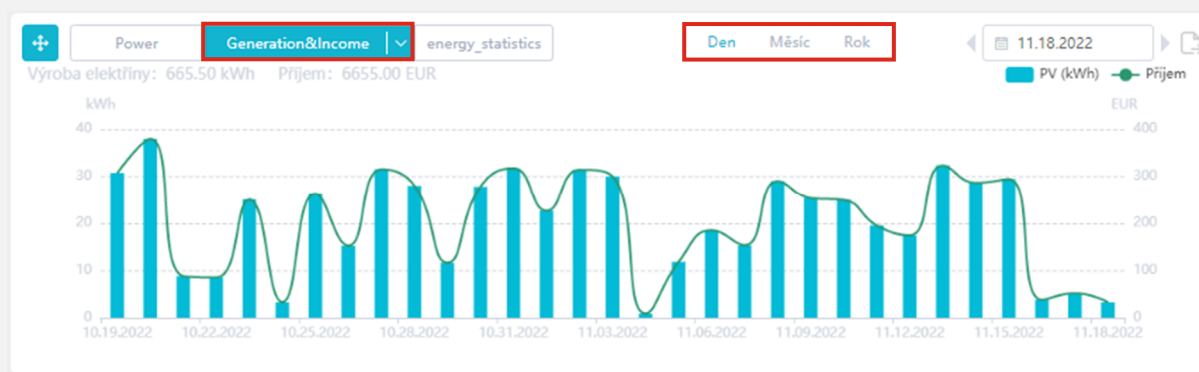 Power Generation&Income energy_statistics Den Měsíc Rok 11.18.2022
Výroba elektřiny: 665.50 kWh Příjem: 6655.00 EUR PV (kWh) Příjem
kWh EUR
40 400
30 300
20 200
10 100
0 0
10.19.2022 10.22.2022 10.25.2022 10.28.2022 10.31.2022 11.03.2022 11.06.2022 11.09.2022 11.12.2022 11.15.2022 11.18.2022